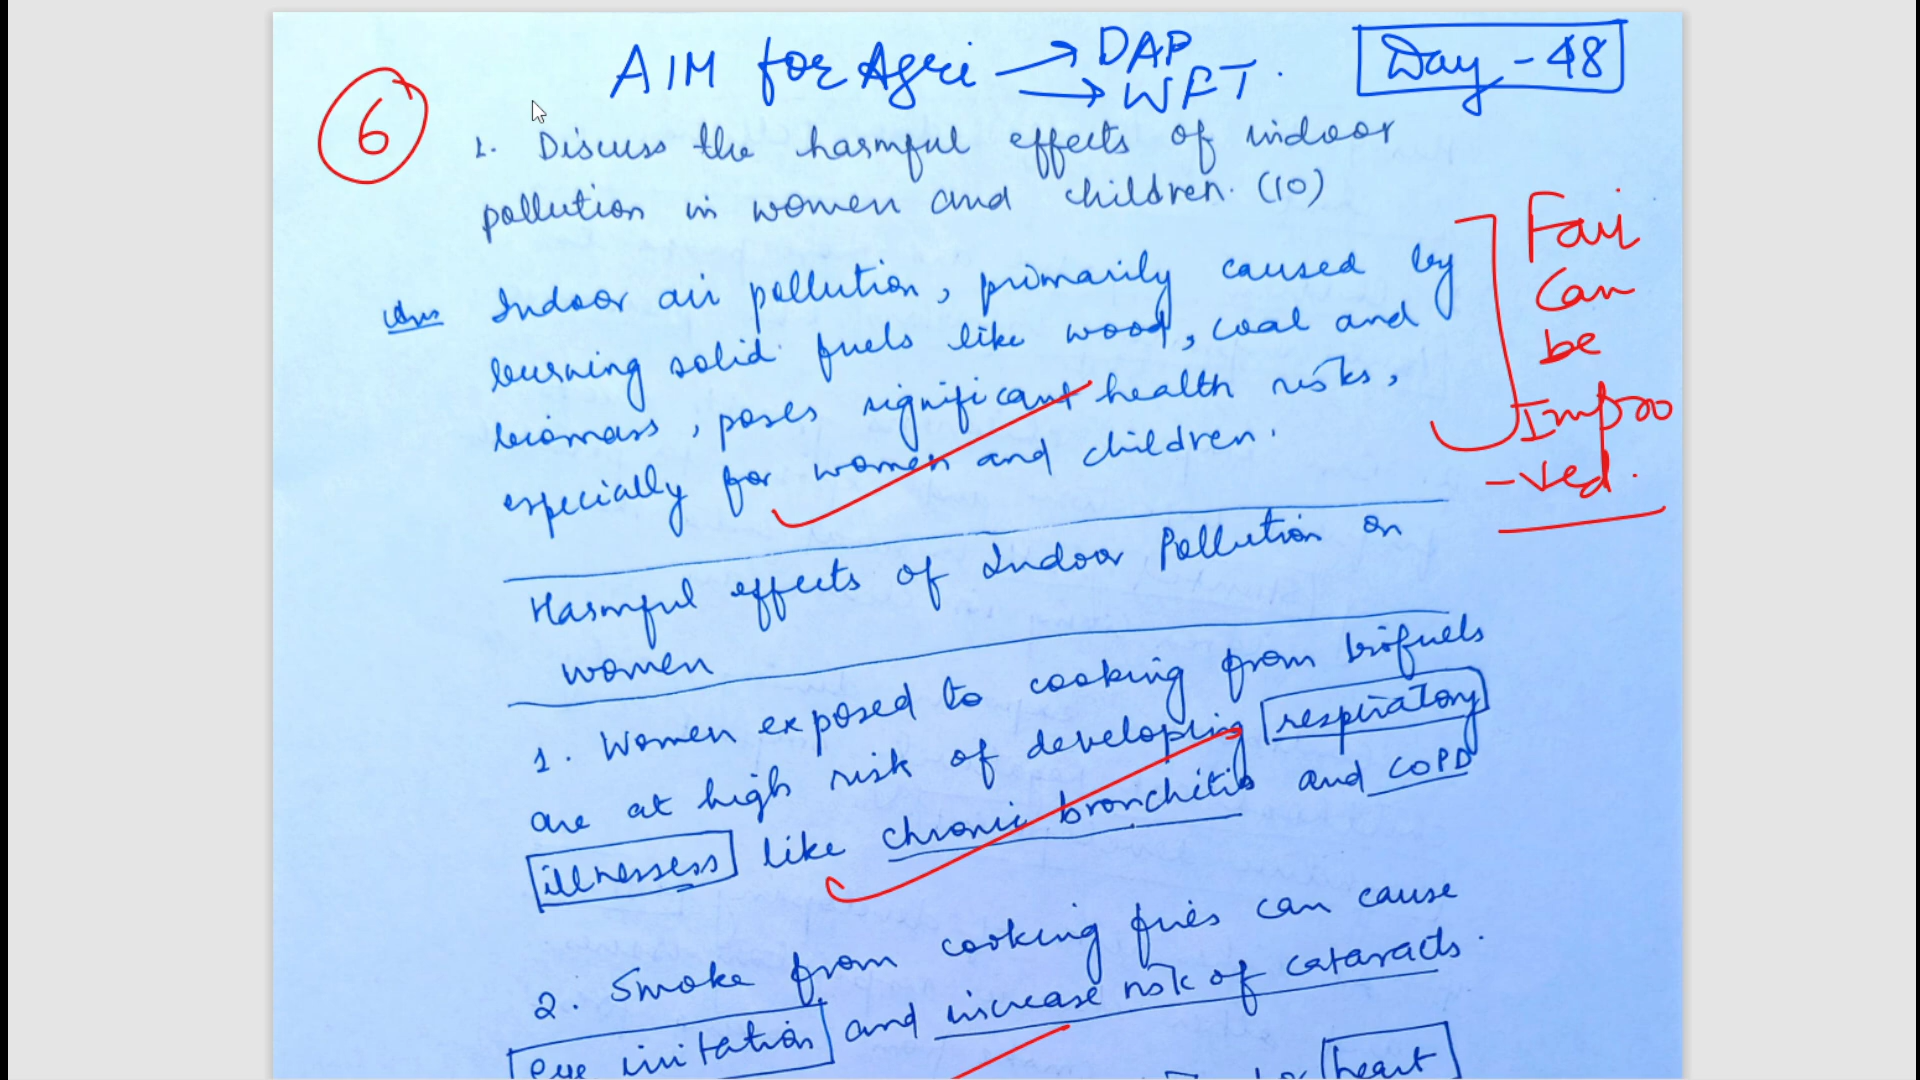 AIM for Agri → DAP
→ WFT.
Day - 48
6
1. Discuss the harmful effects of indoor
pollution in women and children. (10)
Ans Indoor air pollution, primarily caused by
burning solid fuels like wood, coal and
biomass, poses significant health risks,
especially for women and children.
Fair
Can
be
Impro
-ved.
Harmful effects of Indoor Pollution on
women
1. Women exposed to cooking from biofuels
are at high risk of developing respiratory
illnessess like chronic bronchitis and COPD
2. Smoke from cooking fires can cause
eye irritation and increase risk of cataracts.
heart